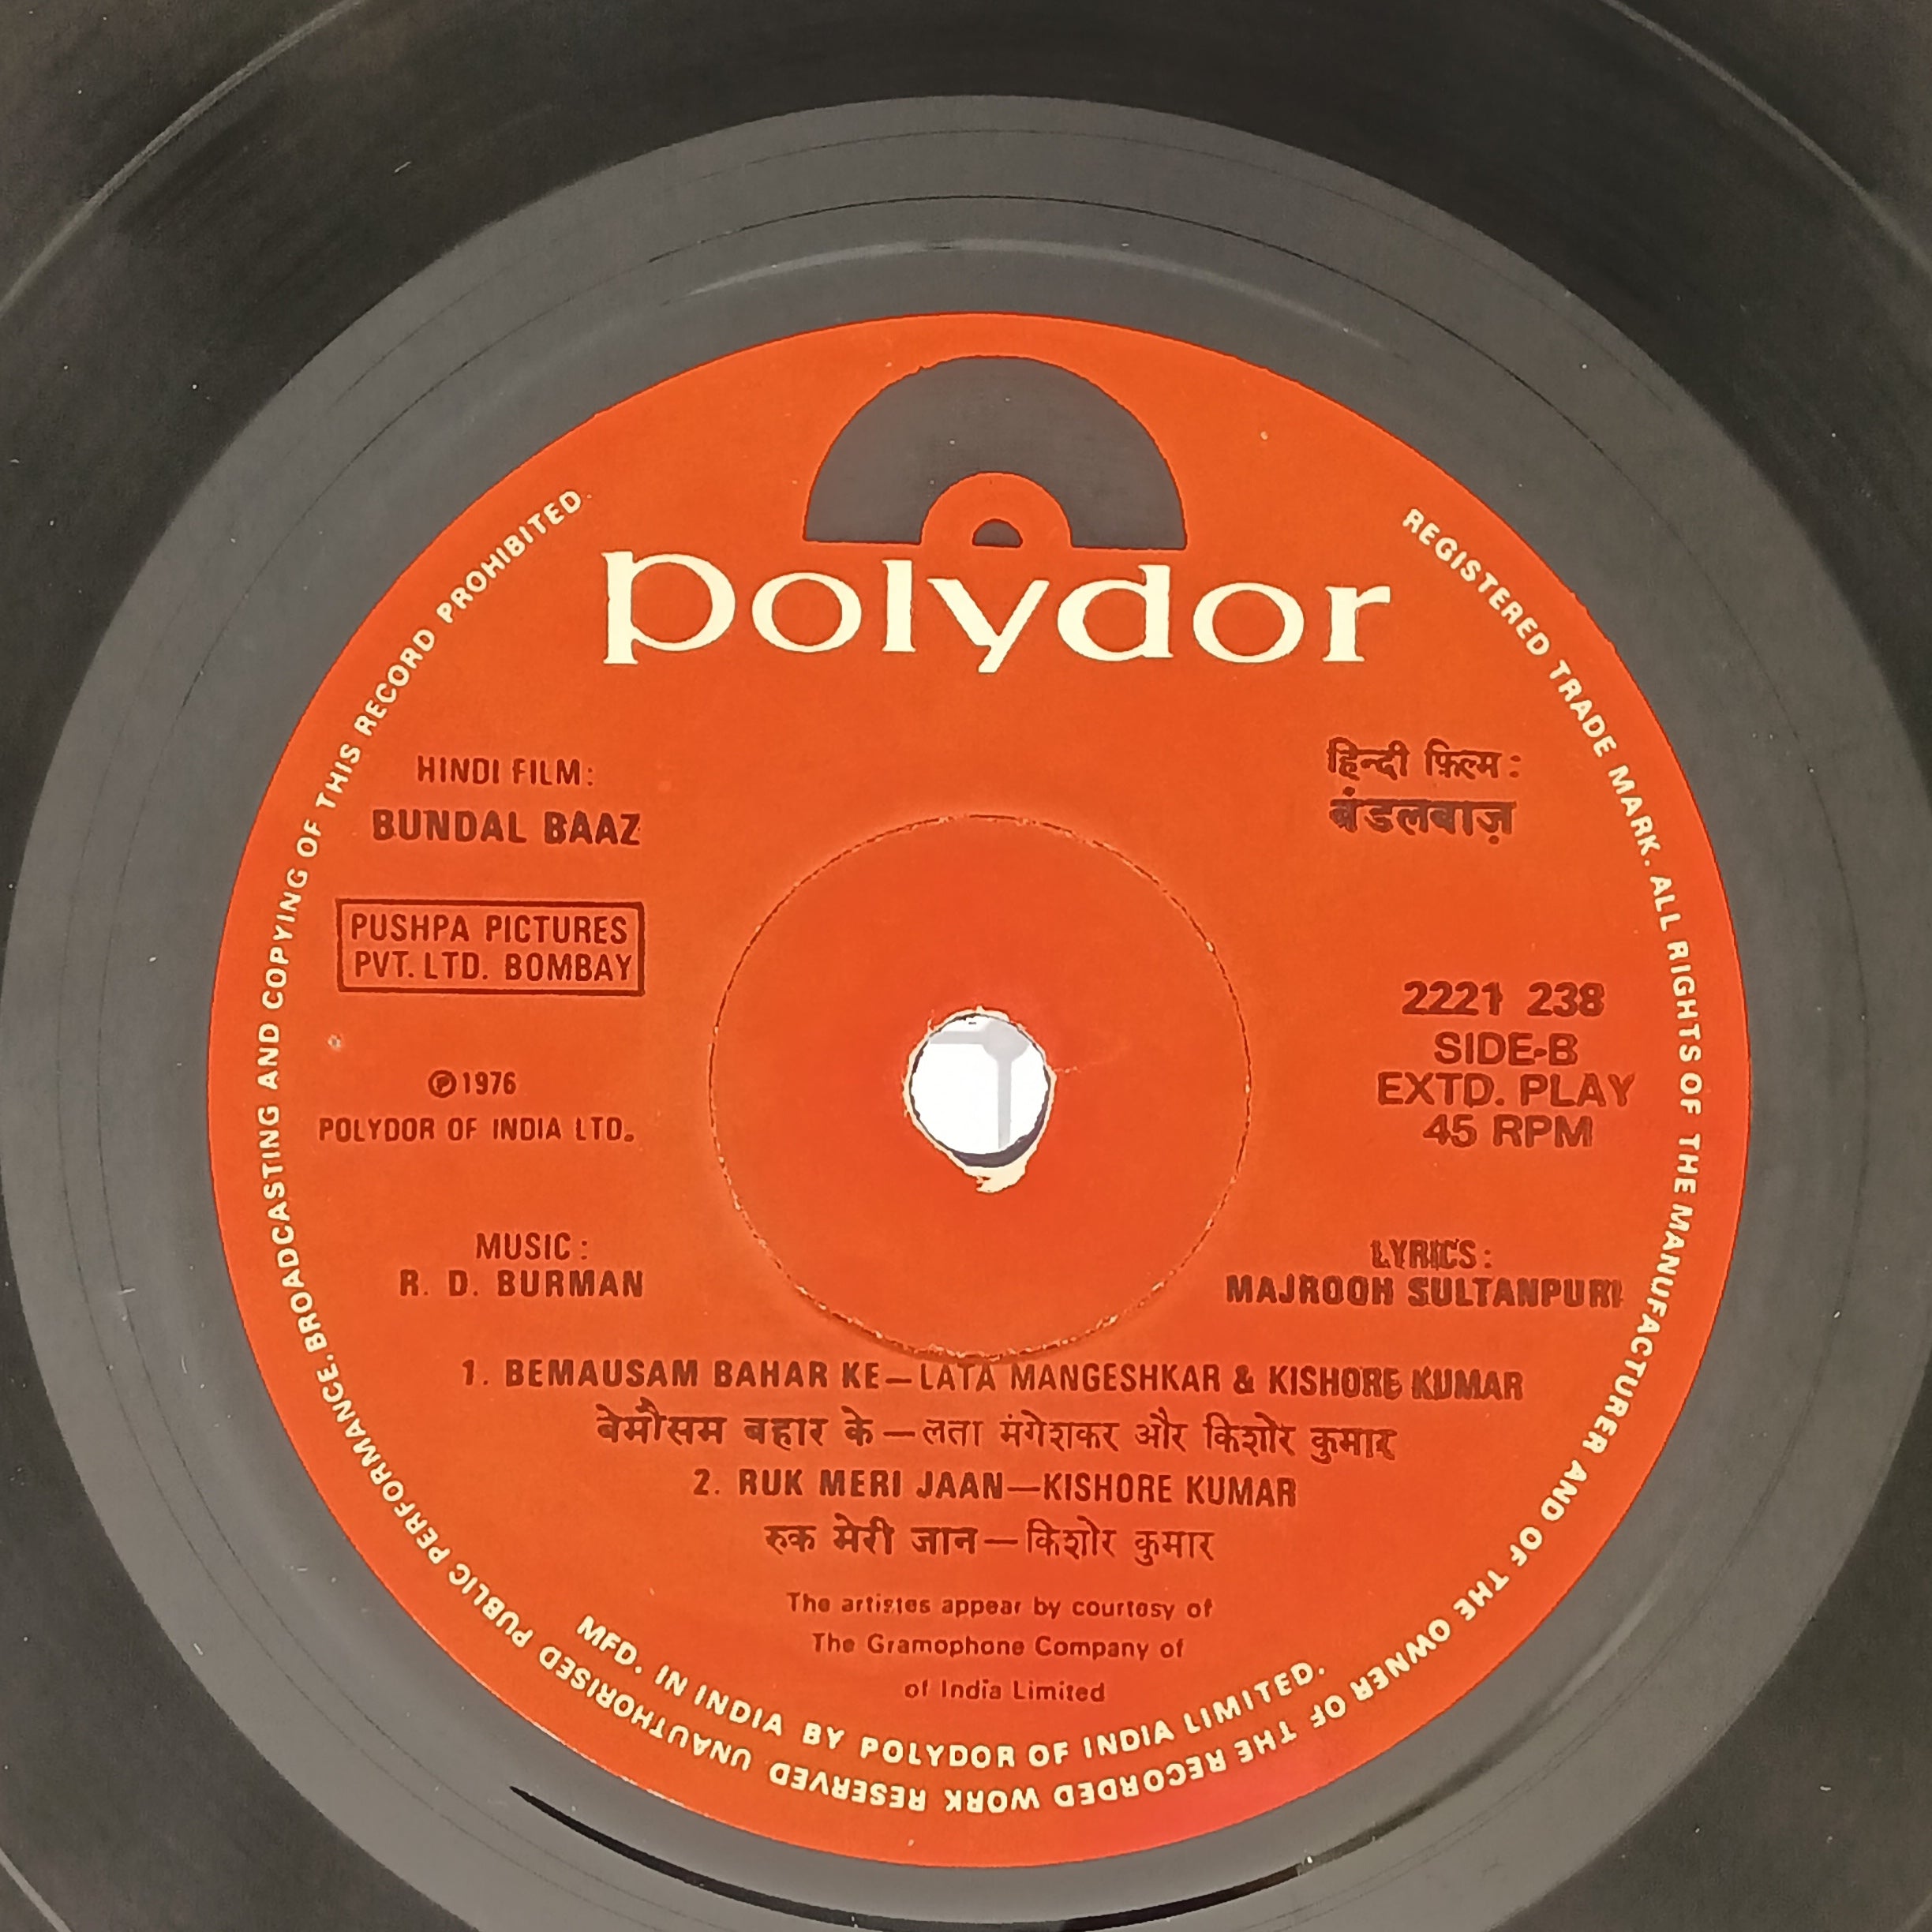 polydor
HINDI FILM:
BUNDAL BAAZ
हिन्दी फ़िल्म:
बंडलबाज़
PUSHPA PICTURES
PVT. LTD. BOMBAY
℗1976
POLYDOR OF INDIA LTD.
2221 238
SIDE-B
EXTD. PLAY
45 RPM
MUSIC:
R. D. BURMAN
LYRICS:
MAJROOH SULTANPURI
1. BEMAUSAM BAHAR KE—LATA MANGESHKAR & KISHORE KUMAR
बेमौसम बहार के—लता मंगेशकर और किशोर कुमार
2. RUK MERI JAAN—KISHORE KUMAR
रुक मेरी जान—किशोर कुमार
The artistes appear by courtesy of
The Gramophone Company of
of India Limited
MFD. IN INDIA BY POLYDOR OF INDIA LIMITED.
REGISTERED TRADE MARK. ALL RIGHTS OF THE MANUFACTURER AND OF THE OWNER OF THE RECORDED WORK RESERVED UNAUTHORISED PUBLIC PERFORMANCE. BROADCASTING AND COPYING OF THIS RECORD PROHIBITED